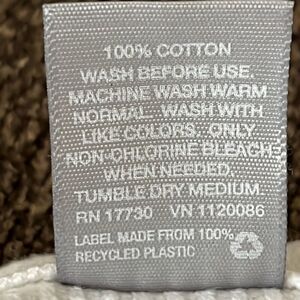 100% COTTON
WASH BEFORE USE.
MACHINE WASH WARM
NORMAL. WASH WITH
LIKE COLORS. ONLY
NON-CHLORINE BLEACH
WHEN NEEDED.
TUMBLE DRY MEDIUM.
RN 17730 VN 1120086
LABEL MADE FROM 100%
RECYCLED PLASTIC